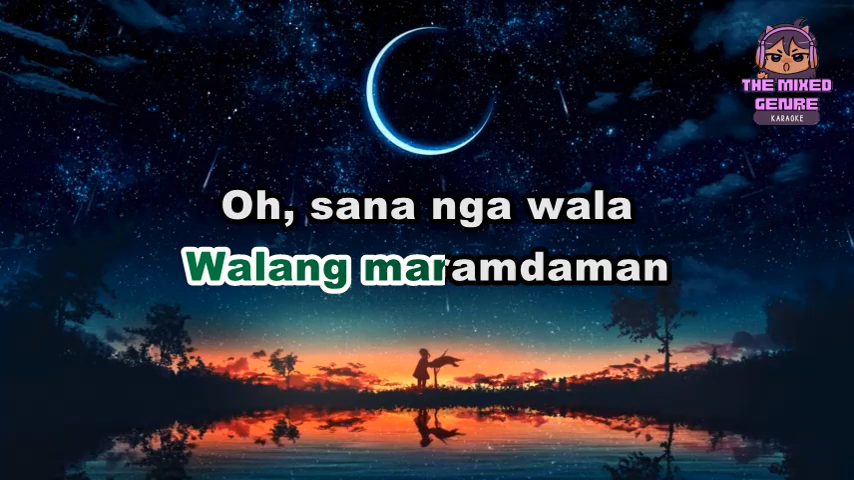 THE MIXED
GENRE
KARAOKE
Oh, sana nga wala
Walang maramdaman